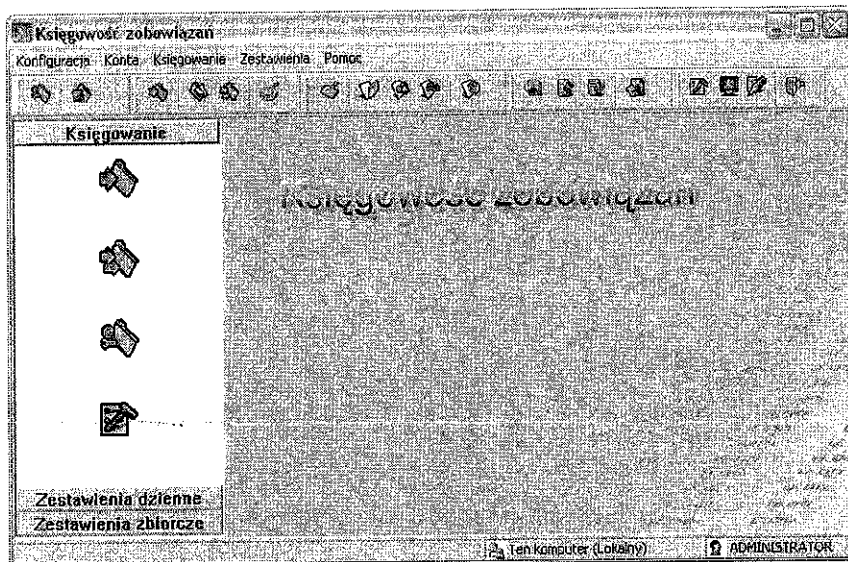 Księgowość zobowiązań
Konfiguracja Konta Księgowanie Zestawienia Pomoc
Księgowanie
Księgowość zobowiązań
Zestawienia dzienne
Zestawienia zbiorcze
Ten komputer (Lokalny) ADMINISTRATOR